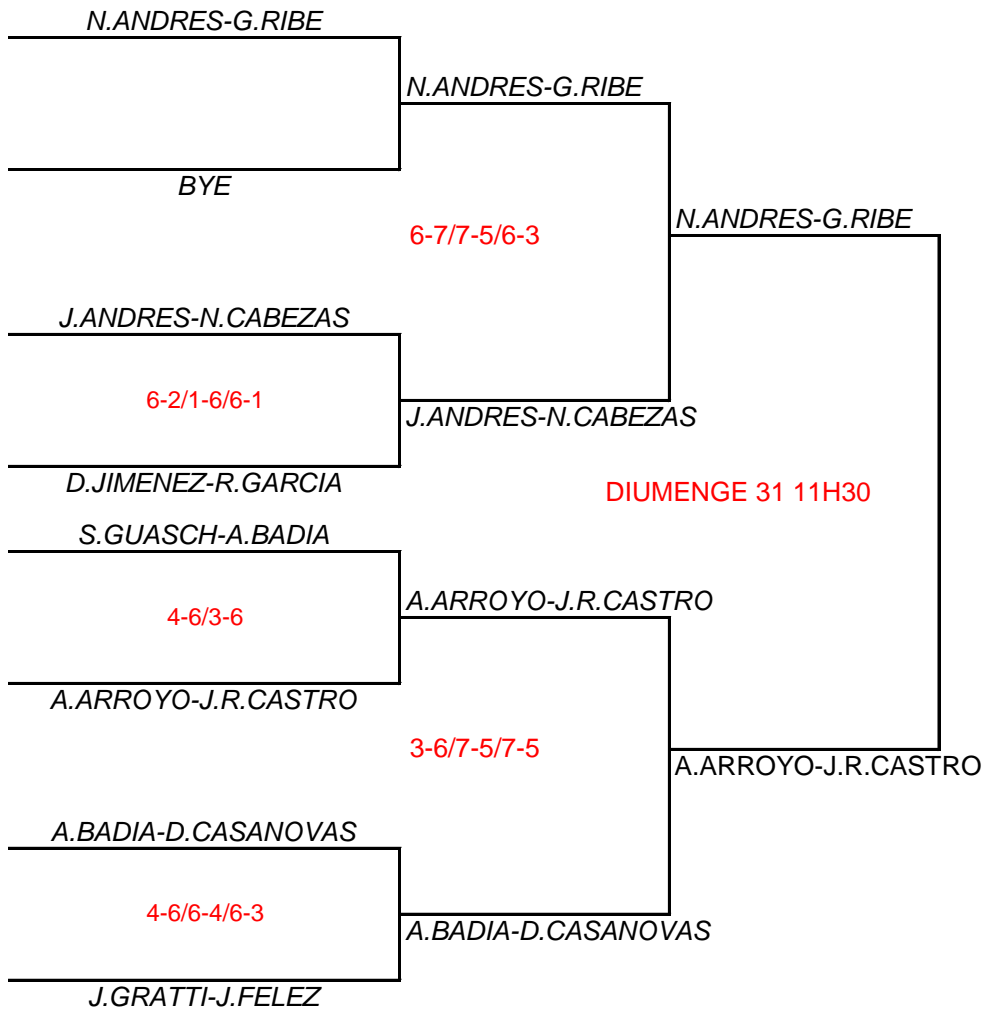 N.ANDRES-G.RIBE
N.ANDRES-G.RIBE
BYE
N.ANDRES-G.RIBE
6-7/7-5/6-3
J.ANDRES-N.CABEZAS
6-2/1-6/6-1
J.ANDRES-N.CABEZAS
D.JIMENEZ-R.GARCIA
DIUMENGE 31 11H30
S.GUASCH-A.BADIA
A.ARROYO-J.R.CASTRO
4-6/3-6
A.ARROYO-J.R.CASTRO
3-6/7-5/7-5
A.ARROYO-J.R.CASTRO
A.BADIA-D.CASANOVAS
4-6/6-4/6-3
A.BADIA-D.CASANOVAS
J.GRATTI-J.FELEZ